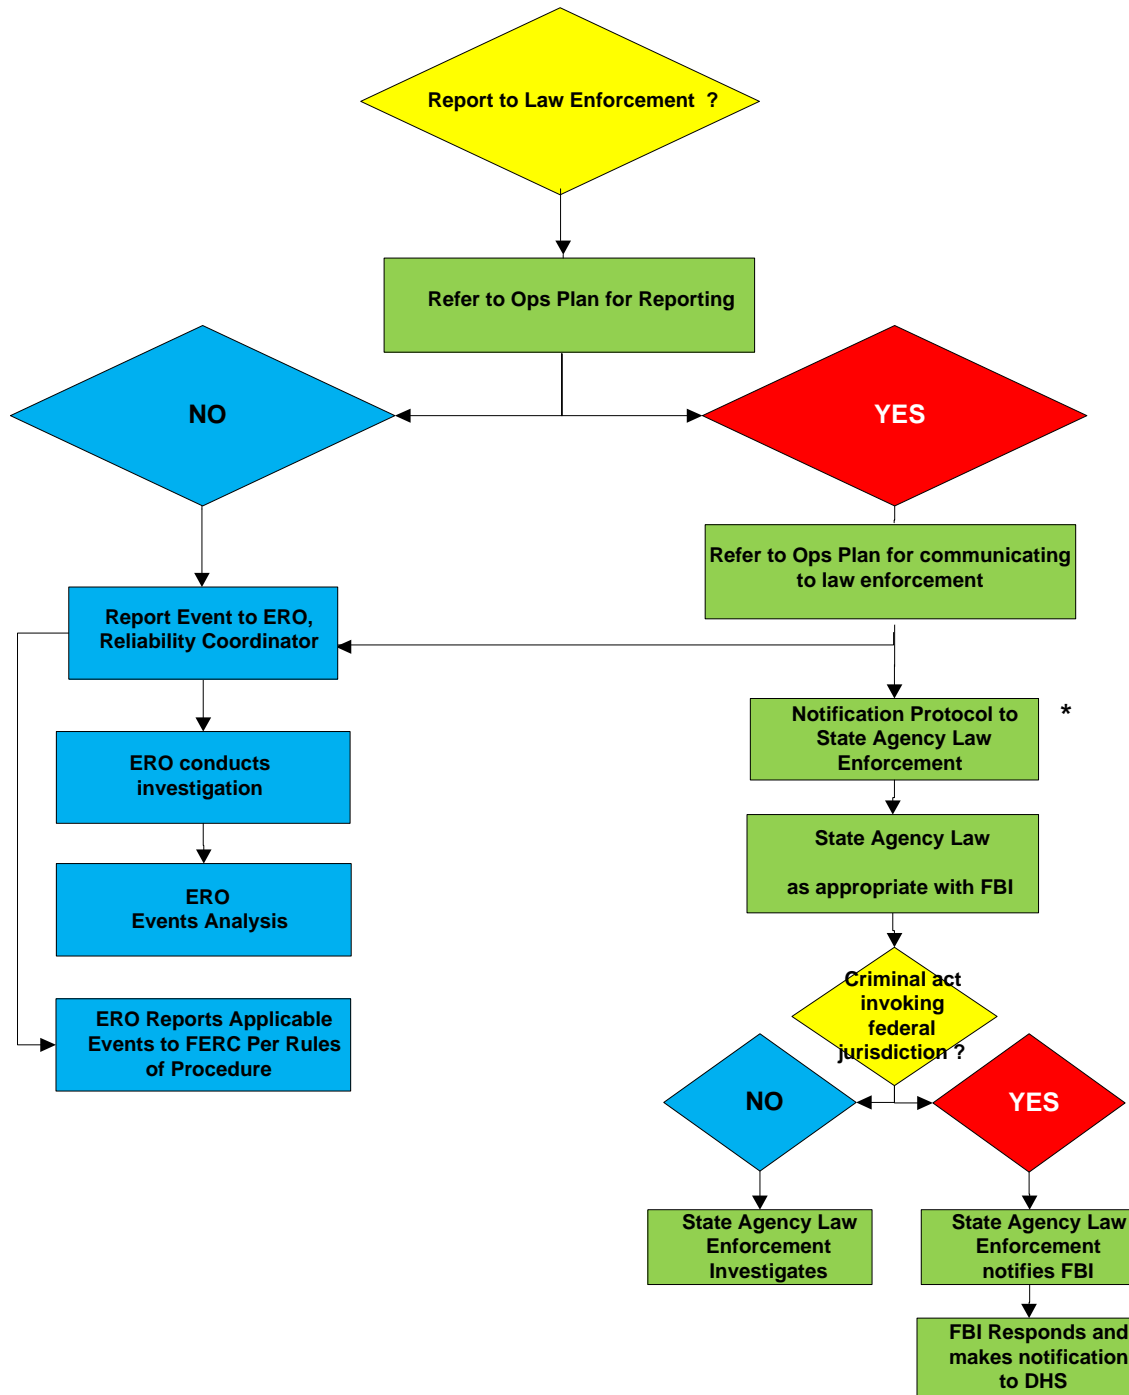 Report to Law Enforcement ?
Refer to Ops Plan for Reporting
NO
YES
Refer to Ops Plan for communicating
to law enforcement
Report Event to ERO,
Reliability Coordinator
Notification Protocol to
State Agency Law
Enforcement
*
ERO conducts
investigation
State Agency Law
as appropriate with FBI
ERO
Events Analysis
Criminal act
invoking
federal
jurisdiction ?
ERO Reports Applicable
Events to FERC Per Rules
of Procedure
NO
YES
State Agency Law
Enforcement
Investigates
State Agency Law
Enforcement
notifies FBI
FBI Responds and
makes notification
to DHS